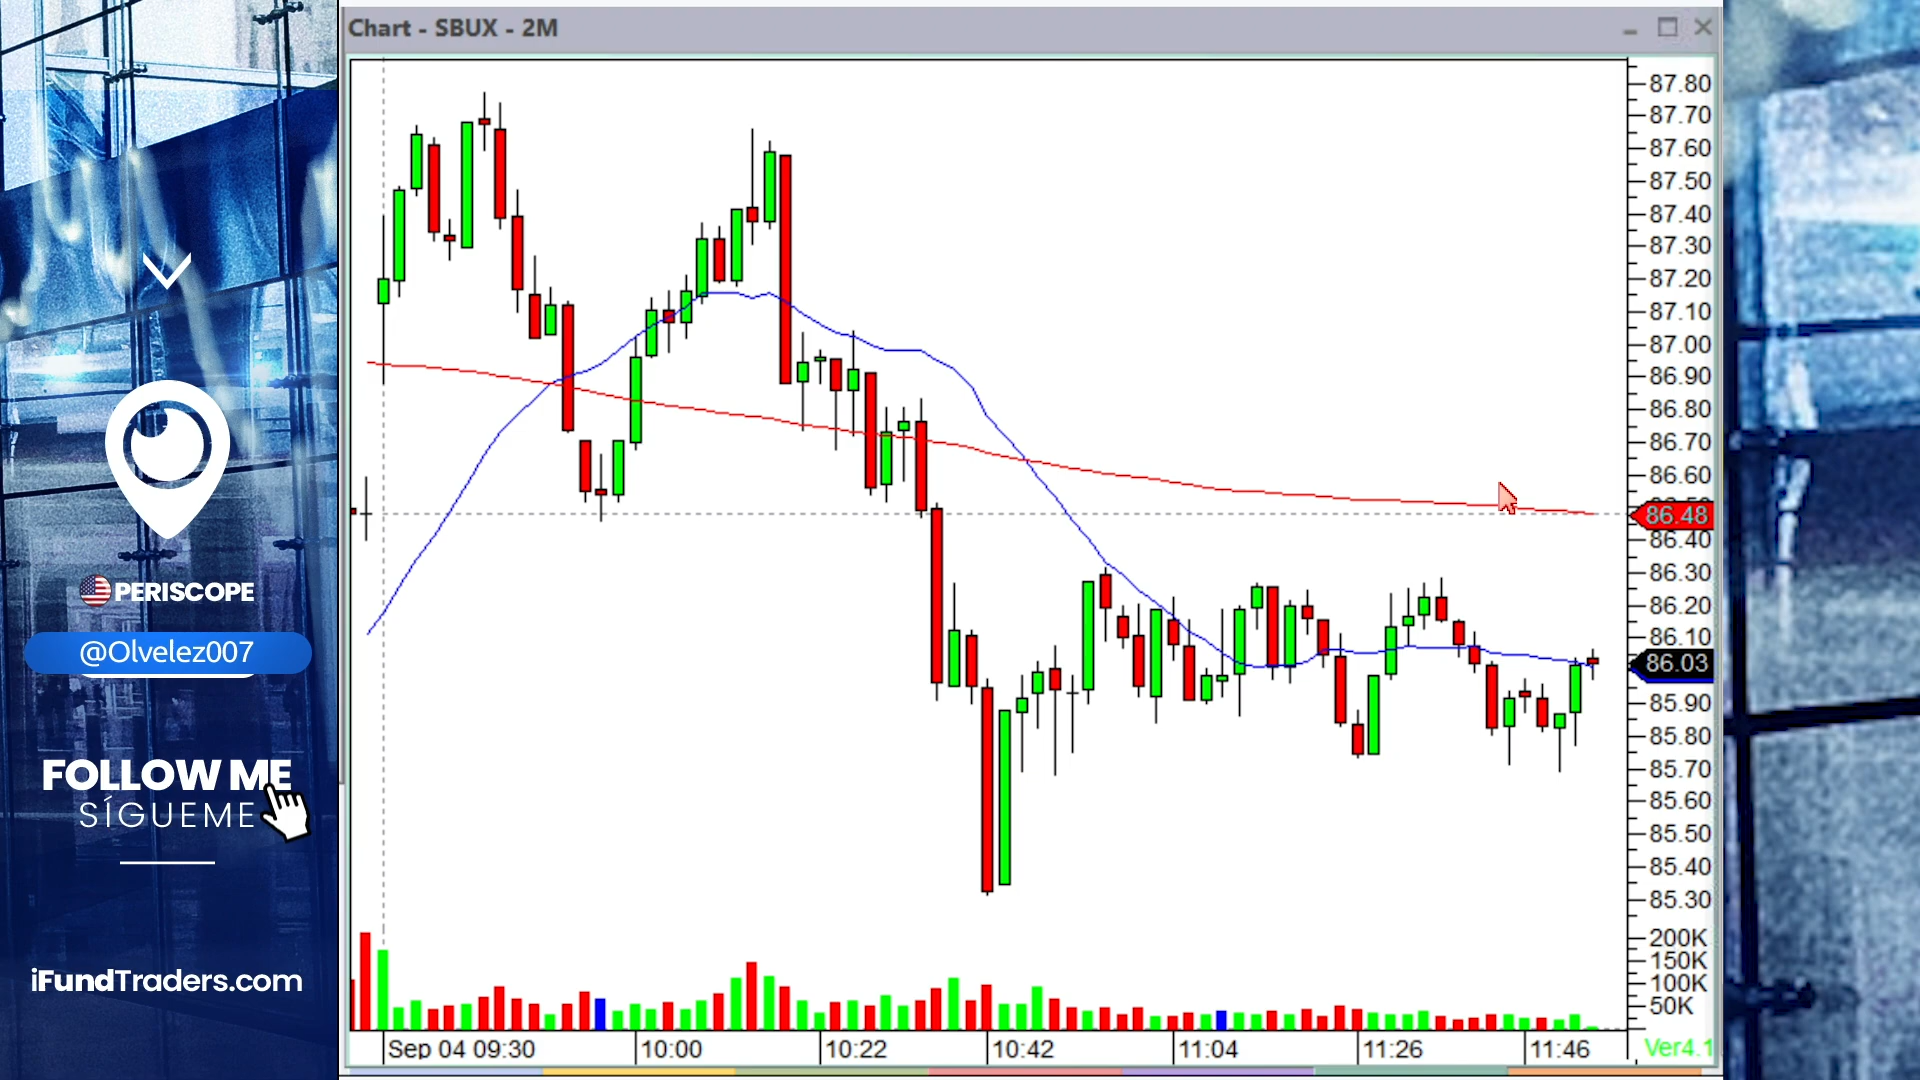 Chart - SBUX - 2M
87.80
87.70
87.60
87.50
87.40
87.30
87.20
87.10
87.00
86.90
86.80
86.70
86.60
86.48
86.40
86.30
86.20
86.10
86.03
85.90
85.80
85.70
85.60
85.50
85.40
85.30
200K
150K
100K
50K
Sep 04 09:30
10:00
10:22
10:42
11:04
11:26
11:46
Ver4.1
PERISCOPE
@Olvelez007
FOLLOW ME
SÍGUEME
iFundTraders.com